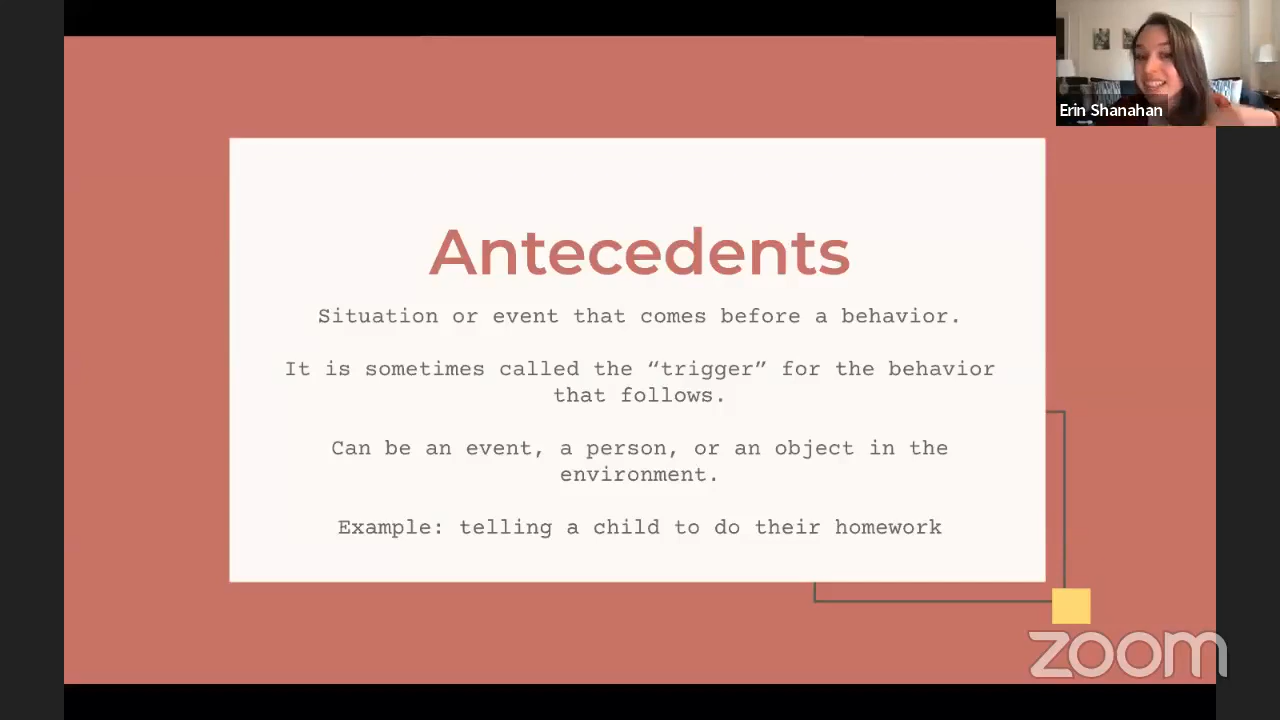 Erin Shanahan
Antecedents
Situation or event that comes before a behavior.
It is sometimes called the “trigger” for the behavior
that follows.
Can be an event, a person, or an object in the
environment.
Example: telling a child to do their homework
zoom